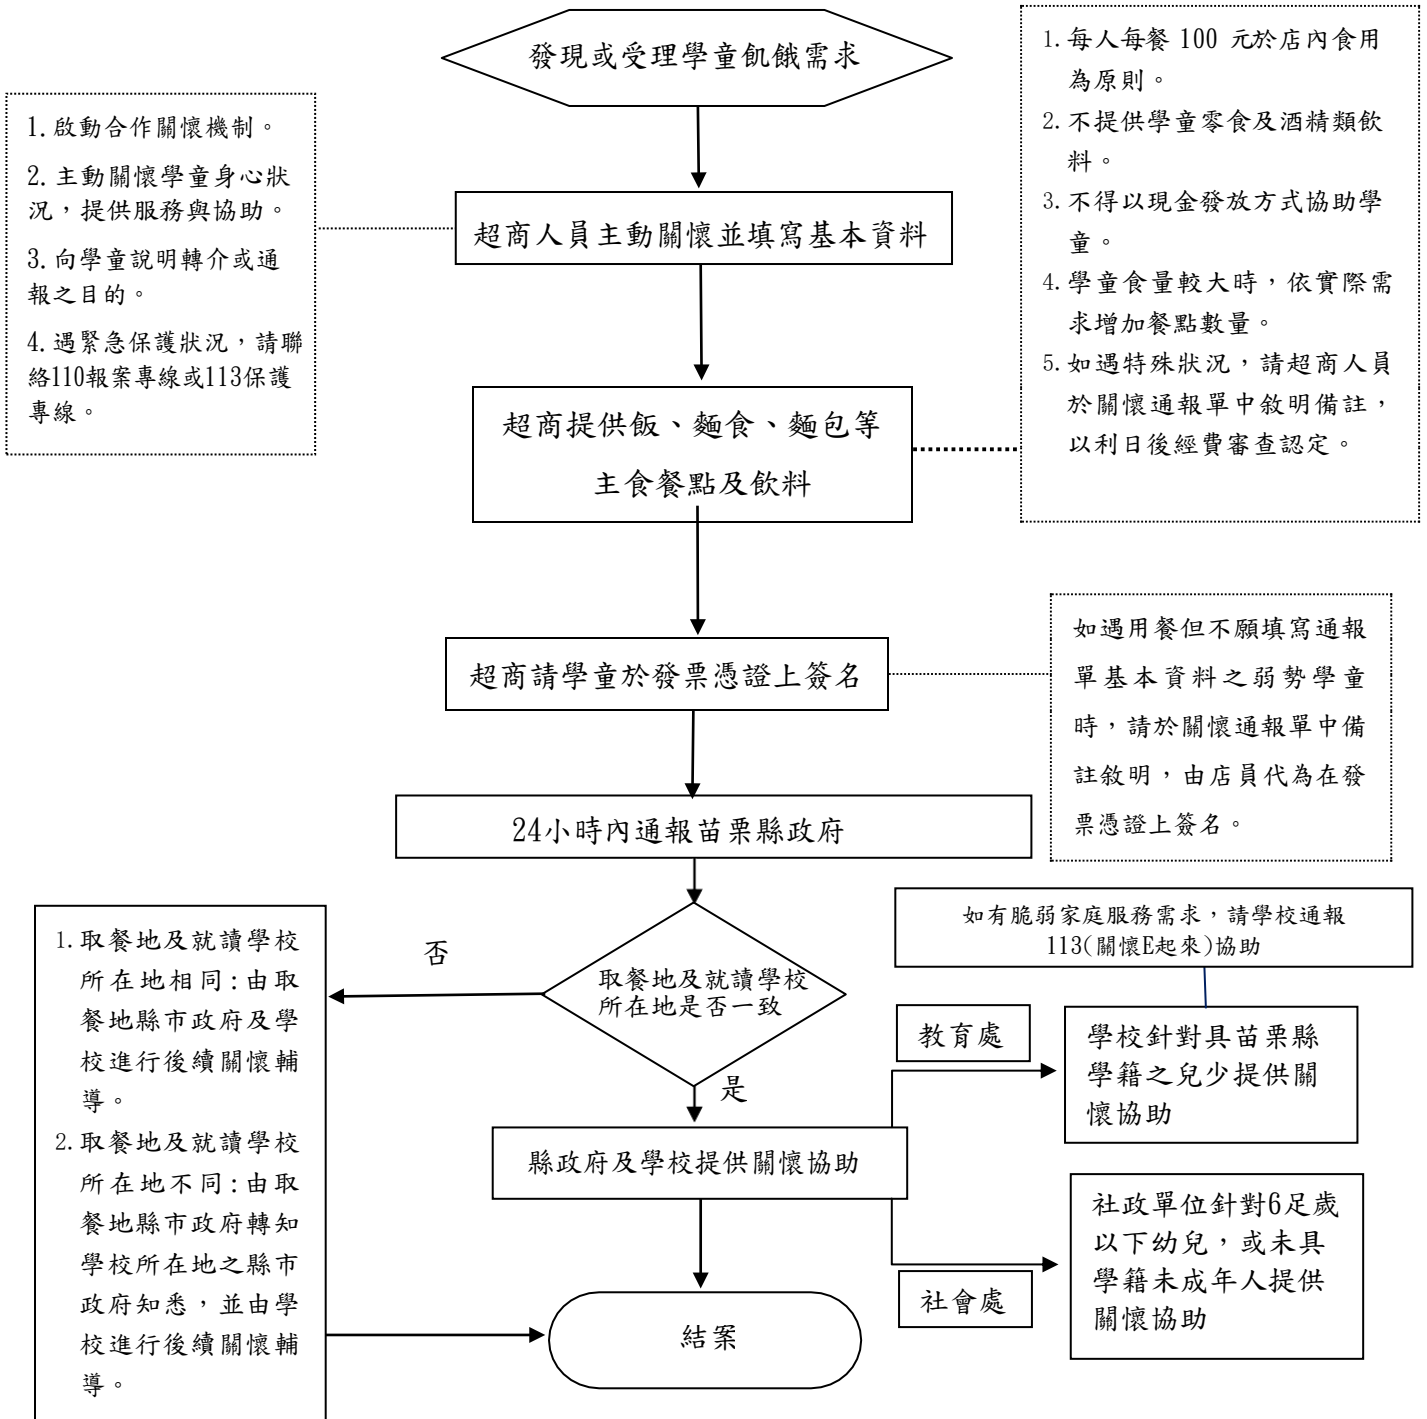 發現或受理學童飢餓需求
1. 啟動合作關懷機制。
2. 主動關懷學童身心狀
況，提供服務與協助。
3. 向學童說明轉介或通
報之目的。
4. 遇緊急保護狀況，請聯
絡110報案專線或113保護
專線。
超商人員主動關懷並填寫基本資料
1. 每人每餐 100 元於店內食用
為原則。
2. 不提供學童零食及酒精類飲
料。
3. 不得以現金發放方式協助學
童。
4. 學童食量較大時，依實際需
求增加餐點數量。
5. 如遇特殊狀況，請超商人員
於關懷通報單中敘明備註，
以利日後經費審查認定。
超商提供飯、麵食、麵包等
主食餐點及飲料
超商請學童於發票憑證上簽名
如遇用餐但不願填寫通報
單基本資料之弱勢學童
時，請於關懷通報單中備
註敘明，由店員代為在發
票憑證上簽名。
24小時內通報苗栗縣政府
取餐地及就讀學校
所在地是否一致
否
是
1. 取餐地及就讀學校
所在地相同:由取
餐地縣市政府及學
校進行後續關懷輔
導。
2. 取餐地及就讀學校
所在地不同:由取
餐地縣市政府轉知
學校所在地之縣市
政府知悉，並由學
校進行後續關懷輔
導。
縣政府及學校提供關懷協助
如有脆弱家庭服務需求，請學校通報
113(關懷E起來)協助
教育處
學校針對具苗栗縣
學籍之兒少提供關
懷協助
社會處
社政單位針對6足歲
以下幼兒，或未具
學籍未成年人提供
關懷協助
結案